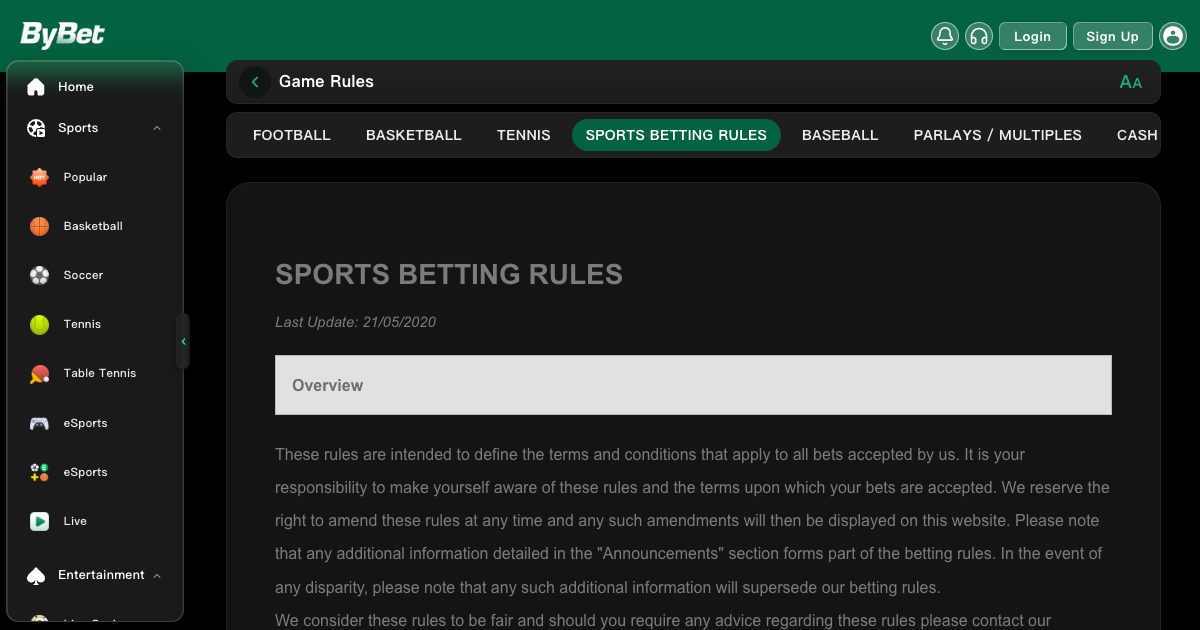 ByBet
Login
Sign Up
Home
Sports
HOT
Popular
Basketball
Soccer
Tennis
Table Tennis
eSports
eSports
Live
Entertainment
Game Rules
AA
FOOTBALL
BASKETBALL
TENNIS
SPORTS BETTING RULES
BASEBALL
PARLAYS / MULTIPLES
CASH
SPORTS BETTING RULES
Last Update: 21/05/2020
Overview
These rules are intended to define the terms and conditions that apply to all bets accepted by us. It is your
responsibility to make yourself aware of these rules and the terms upon which your bets are accepted. We reserve the
right to amend these rules at any time and any such amendments will then be displayed on this website. Please note
that any additional information detailed in the "Announcements" section forms part of the betting rules. In the event of
any disparity, please note that any such additional information will supersede our betting rules.
We consider these rules to be fair and should you require any advice regarding these rules please contact our